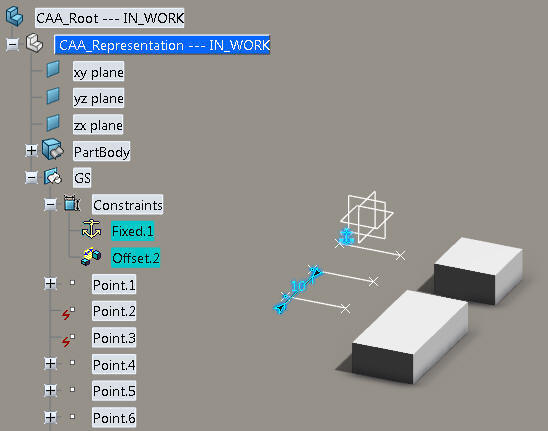 CAA_Root --- IN_WORK
CAA_Representation --- IN_WORK
xy plane
yz plane
zx plane
PartBody
GS
Constraints
Fixed.1
Offset.2
10
Point.1
Point.2
Point.3
Point.4
Point.5
Point.6